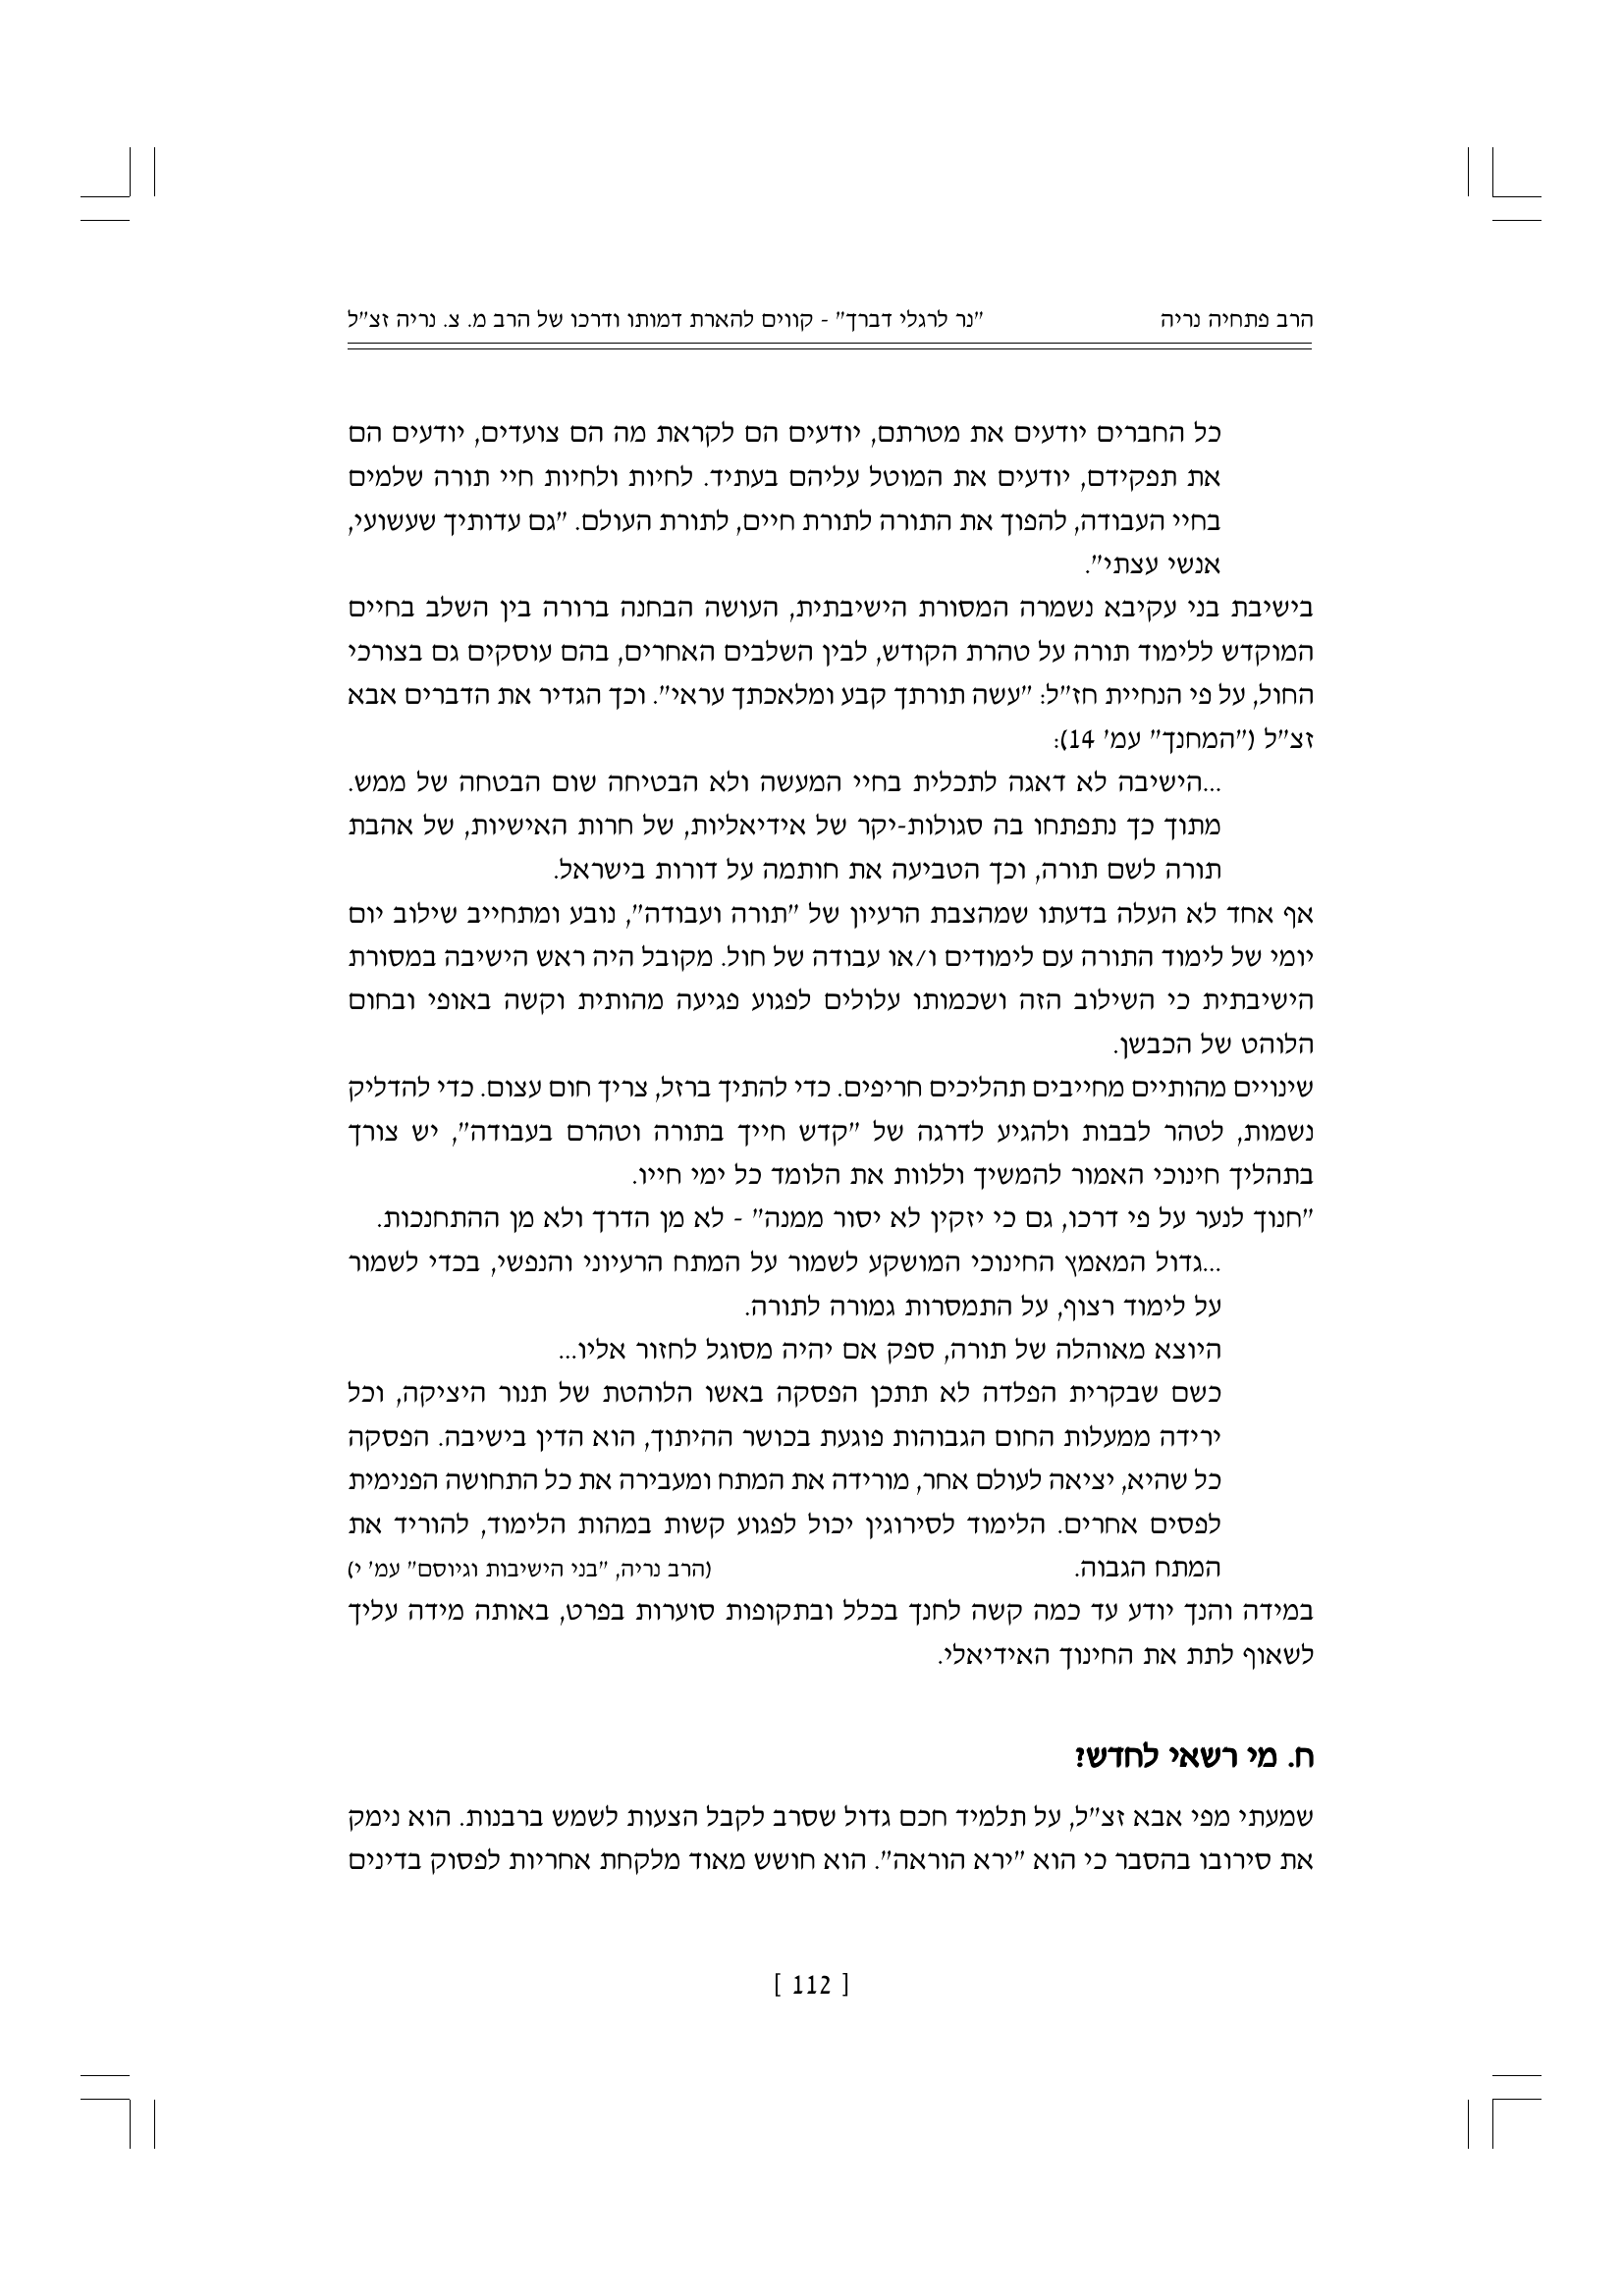 הרב פתחיה נריה "נר לרגלי דברך" - קווים להארת דמותו ודרכו של הרב מ. צ. נריה זצ"ל
כל החברים יודעים את מטרתם, יודעים הם לקראת מה הם צועדים, יודעים הם
את תפקידם, יודעים את המוטל עליהם בעתיד. לחיות ולחיות חיי תורה שלמים
בחיי העבודה, להפוך את התורה לתורת חיים, לתורת העולם. "גם עדותיך שעשועי,
אנשי עצתי".
בישיבת בני עקיבא נשמרה המסורת הישיבתית, העושה הבחנה ברורה בין השלב בחיים
המוקדש ללימוד תורה על טהרת הקודש, לבין השלבים האחרים, בהם עוסקים גם בצורכי
החול, על פי הנחיית חז"ל: "עשה תורתך קבע ומלאכתך עראי". וכך הגדיר את הדברים אבא
זצ"ל ("המחנך" עמ' 14):
...הישיבה לא דאגה לתכלית בחיי המעשה ולא הבטיחה שום הבטחה של ממש.
מתוך כך נתפתחו בה סגולות-יקר של אידיאליות, של חרות האישיות, של אהבת
תורה לשם תורה, וכך הטביעה את חותמה על דורות בישראל.
אף אחד לא העלה בדעתו שמהצבת הרעיון של "תורה ועבודה", נובע ומתחייב שילוב יום
יומי של לימוד התורה עם לימודים ו/או עבודה של חול. מקובל היה ראש הישיבה במסורת
הישיבתית כי השילוב הזה ושכמותו עלולים לפגוע פגיעה מהותית וקשה באופי ובחום
הלוהט של הכבשן.
שינויים מהותיים מחייבים תהליכים חריפים. כדי להתיך ברזל, צריך חום עצום. כדי להדליק
נשמות, לטהר לבבות ולהגיע לדרגה של "קדש חייך בתורה וטהרם בעבודה", יש צורך
בתהליך חינוכי האמור להמשיך וללוות את הלומד כל ימי חייו.
"חנוך לנער על פי דרכו, גם כי יזקין לא יסור ממנה" - לא מן הדרך ולא מן ההתחנכות.
...גדול המאמץ החינוכי המושקע לשמור על המתח הרעיוני והנפשי, בכדי לשמור
על לימוד רצוף, על התמסרות גמורה לתורה.
היוצא מאוהלה של תורה, ספק אם יהיה מסוגל לחזור אליו...
כשם שבקרית הפלדה לא תתכן הפסקה באשו הלוהטת של תנור היציקה, וכל
ירידה ממעלות החום הגבוהות פוגעת בכושר ההיתוך, הוא הדין בישיבה. הפסקה
כל שהיא, יציאה לעולם אחר, מורידה את המתח ומעבירה את כל התחושה הפנימית
לפסים אחרים. הלימוד לסירוגין יכול לפגוע קשות במהות הלימוד, להוריד את
המתח הגבוה. (הרב נריה, "בני הישיבות וגיוסם" עמ' י)
במידה והנך יודע עד כמה קשה לחנך בכלל ובתקופות סוערות בפרט, באותה מידה עליך
לשאוף לתת את החינוך האידיאלי.
ח. מי רשאי לחדש?
שמעתי מפי אבא זצ"ל, על תלמיד חכם גדול שסרב לקבל הצעות לשמש ברבנות. הוא נימק
את סירובו בהסבר כי הוא "ירא הוראה". הוא חושש מאוד מלקחת אחריות לפסוק בדינים
[ 112 ]